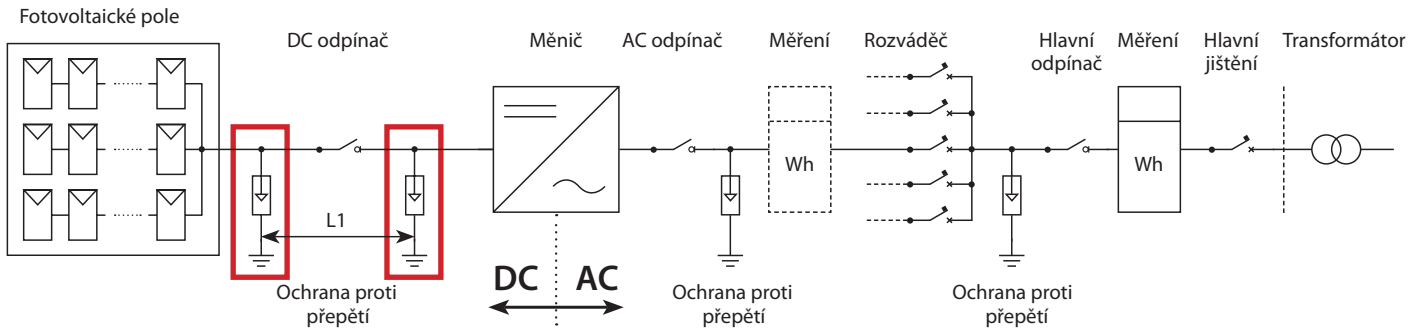 Fotovoltaické pole
DC odpínač
Měnič
AC odpínač
Měření
Rozváděč
Hlavní
odpínač
Měření
Hlavní
jištění
Transformátor
Wh
Wh
L1
DC
AC
Ochrana proti
přepětí
Ochrana proti
přepětí
Ochrana proti
přepětí